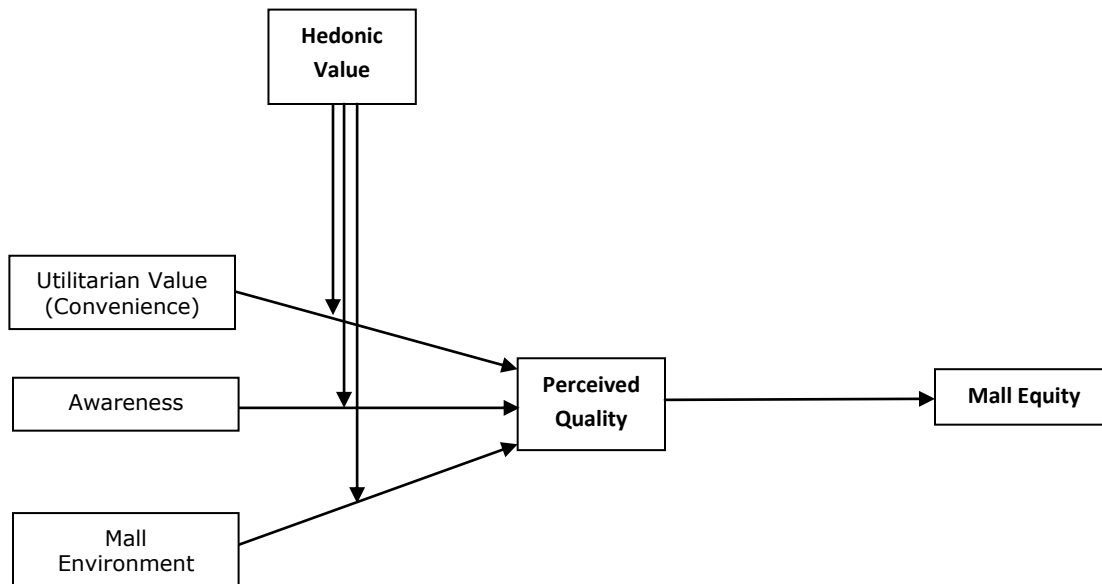 Hedonic
Value
Utilitarian Value
(Convenience)
Awareness
Perceived
Quality
Mall Equity
Mall
Environment